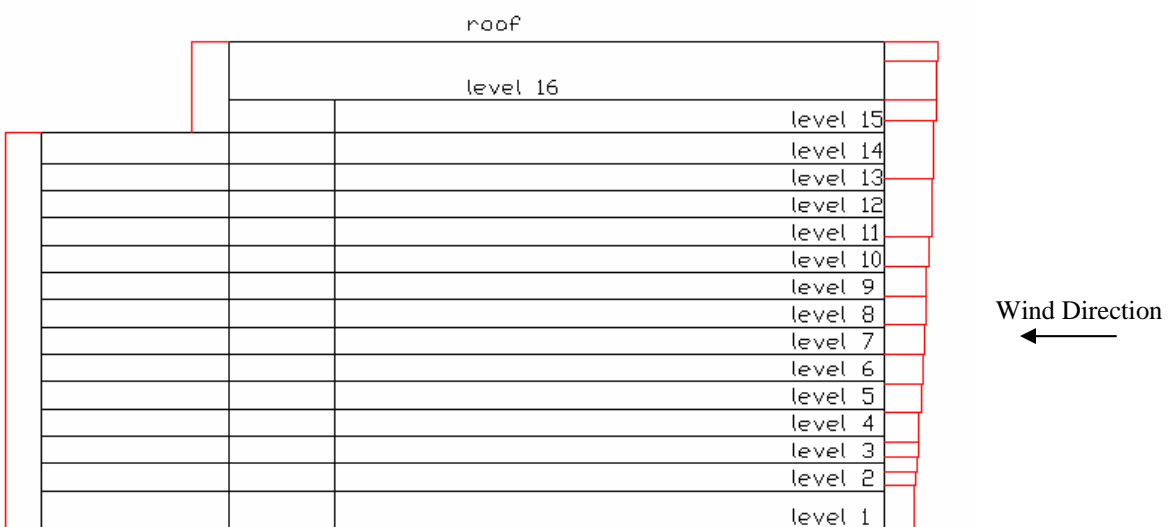 roof
level 16
level 15
level 14
level 13
level 12
level 11
level 10
level 9
level 8
Wind Direction
level 7
level 6
level 5
level 4
level 3
level 2
level 1